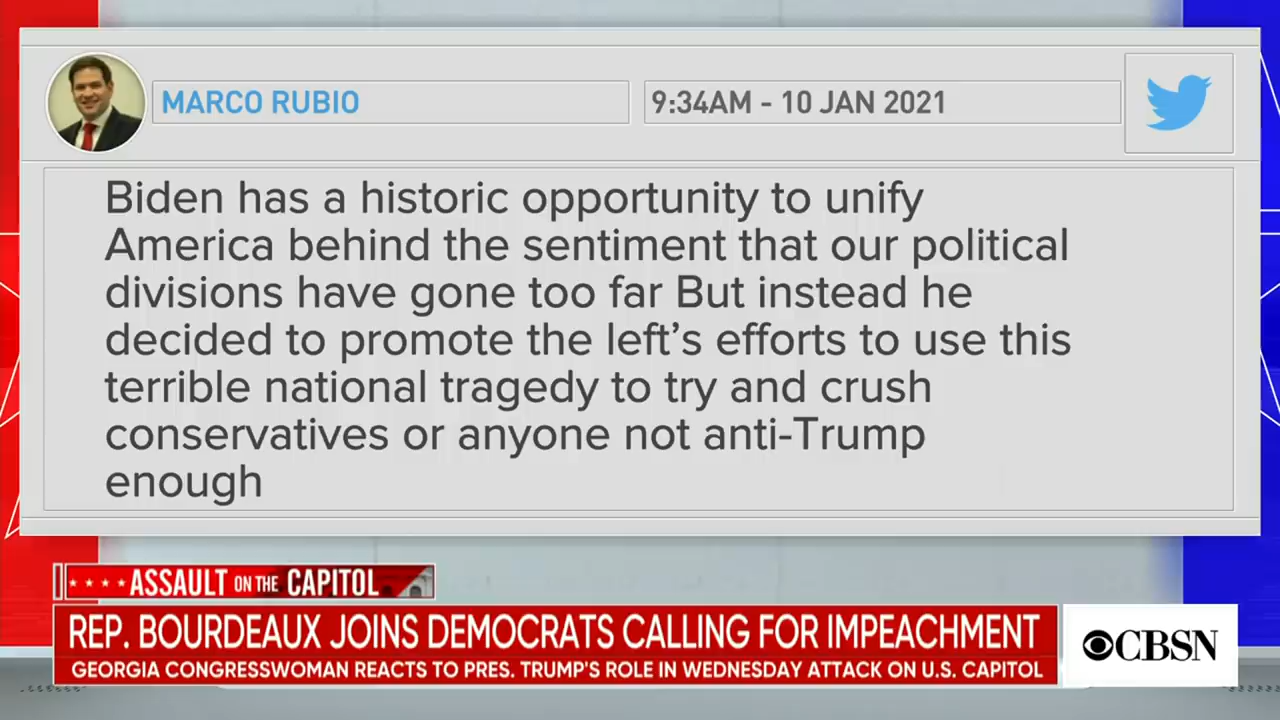 MARCO RUBIO
9:34AM - 10 JAN 2021
Biden has a historic opportunity to unify
America behind the sentiment that our political
divisions have gone too far But instead he
decided to promote the left’s efforts to use this
terrible national tragedy to try and crush
conservatives or anyone not anti-Trump
enough
ASSAULT ON THE CAPITOL
REP. BOURDEAUX JOINS DEMOCRATS CALLING FOR IMPEACHMENT
GEORGIA CONGRESSWOMAN REACTS TO PRES. TRUMP'S ROLE IN WEDNESDAY ATTACK ON U.S. CAPITOL
CBSN